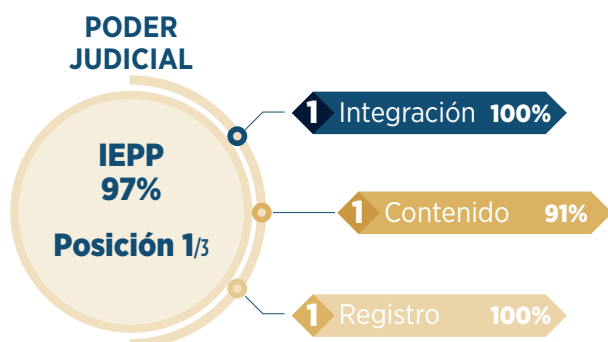 PODER
JUDICIAL
IEPP
97%
Posición 1/3
1 Integración 100%
1 Contenido 91%
1 Registro 100%